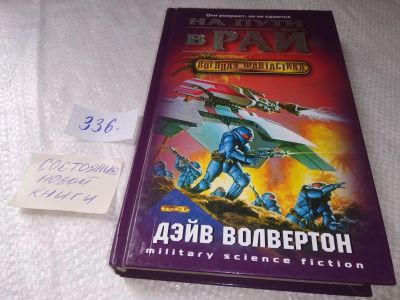 Они умирают, но не сдаются
НА ПУТИ
В РАЙ
ВОЕННАЯ ФАНТАСТИКА
336.
СОСТОЯНИЕ
НОВОЙ
КНИГИ
ДЭЙВ ВОЛВЕРТОН
military science fiction